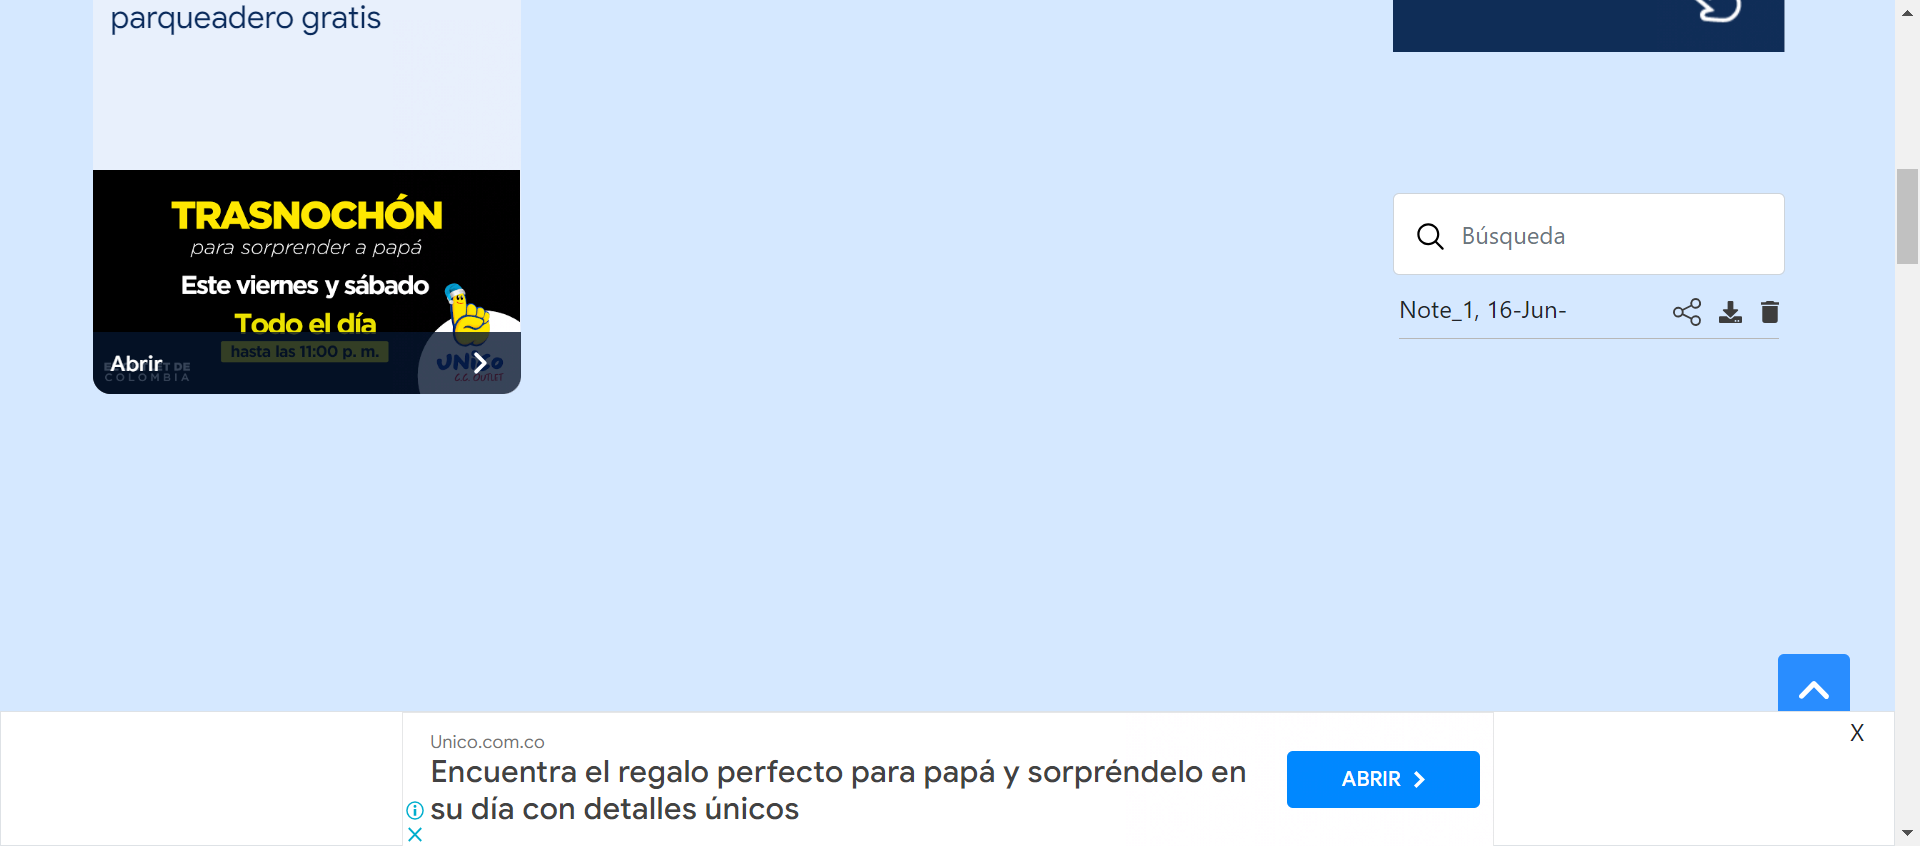 parqueadero gratis
TRASNOCHÓN
para sorprender a papá
Este viernes y sábado
Todo el día
hasta las 11:00 p. m.
Abrir
COLOMBIA
UNICO
C.C. OUTLET
Búsqueda
Note_1, 16-Jun-
Unico.com.co
Encuentra el regalo perfecto para papá y sorpréndelo en
su día con detalles únicos
ABRIR
X